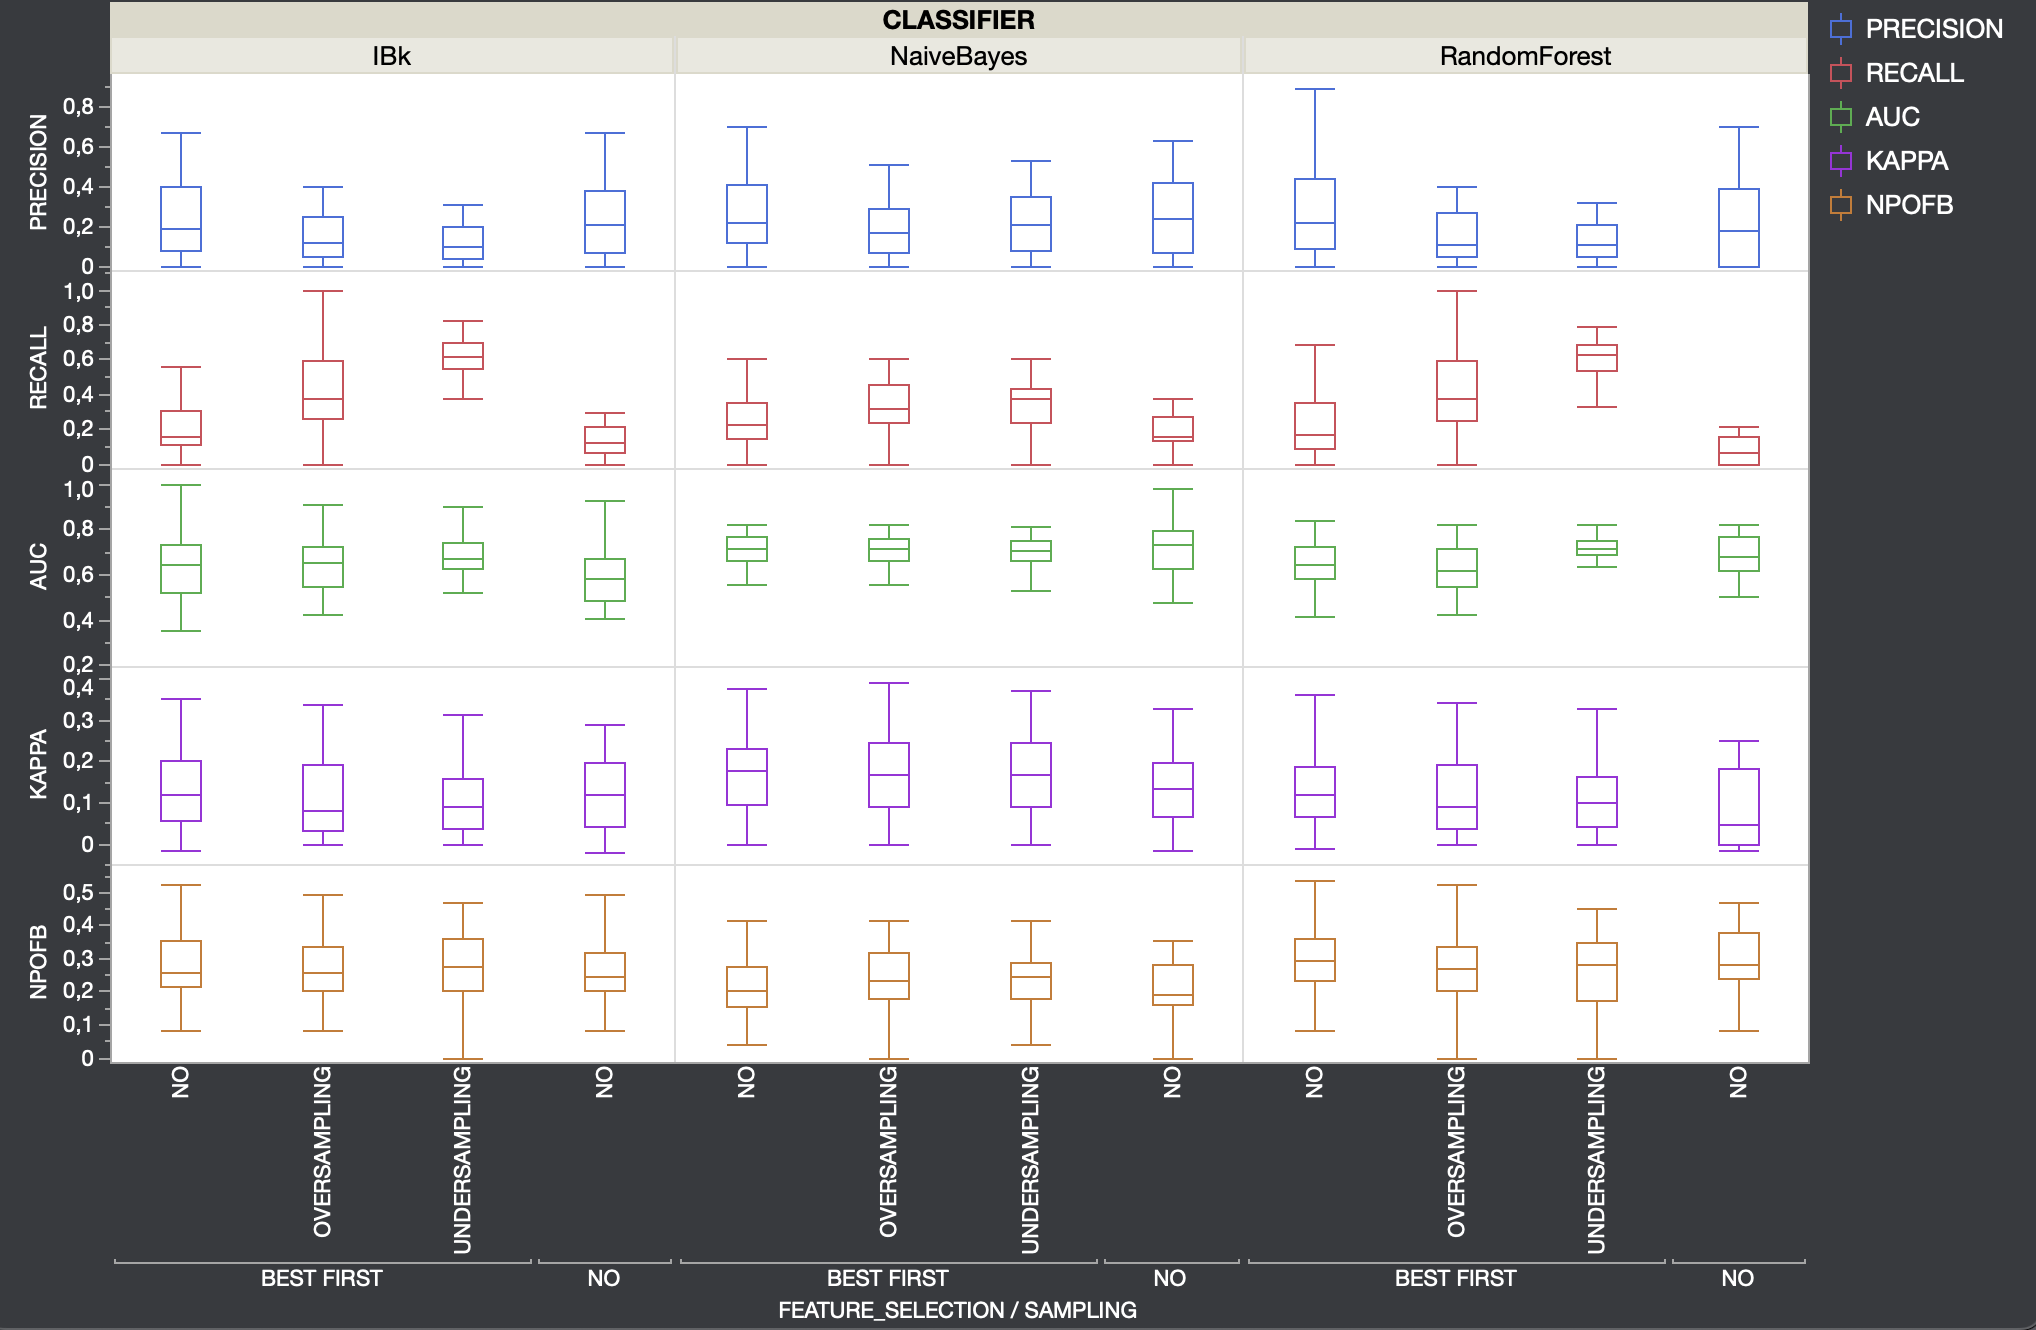 CLASSIFIER
IBk NaiveBayes RandomForest
PRECISION
RECALL
AUC
KAPPA
NPOFB
PRECISION
0,8
0,6
0,4
0,2
0
RECALL
1,0
0,8
0,6
0,4
0,2
0
AUC
1,0
0,8
0,6
0,4
0,2
KAPPA
0,4
0,3
0,2
0,1
0
NPOFB
0,5
0,4
0,3
0,2
0,1
0
NO OVERSAMPLING UNDERSAMPLING NO NO OVERSAMPLING UNDERSAMPLING NO NO OVERSAMPLING UNDERSAMPLING NO
BEST FIRST NO BEST FIRST NO BEST FIRST NO
FEATURE_SELECTION / SAMPLING